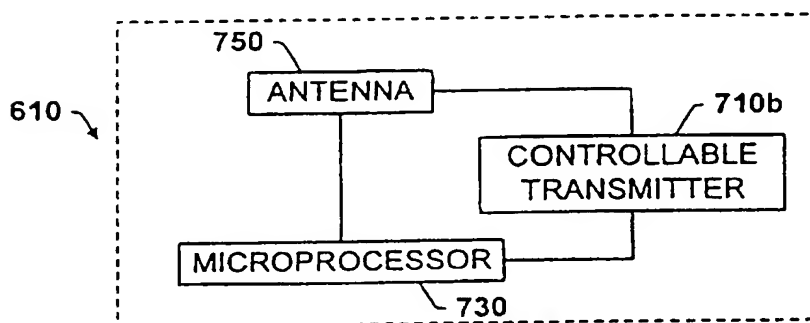 750
ANTENNA
610
710b
CONTROLLABLE
TRANSMITTER
MICROPROCESSOR
730